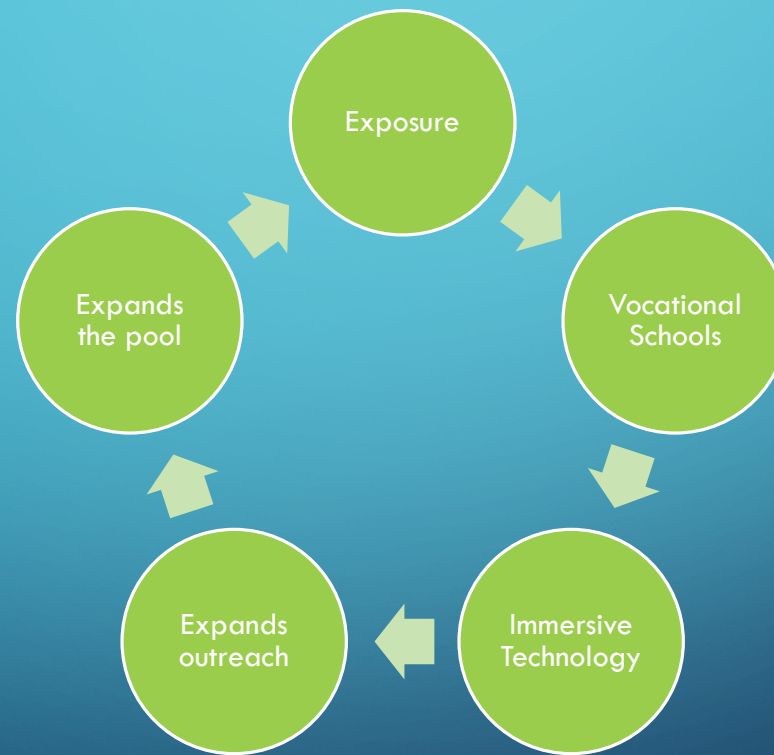 Exposure
Vocational
Schools
Immersive
Technology
Expands
outreach
Expands
the pool